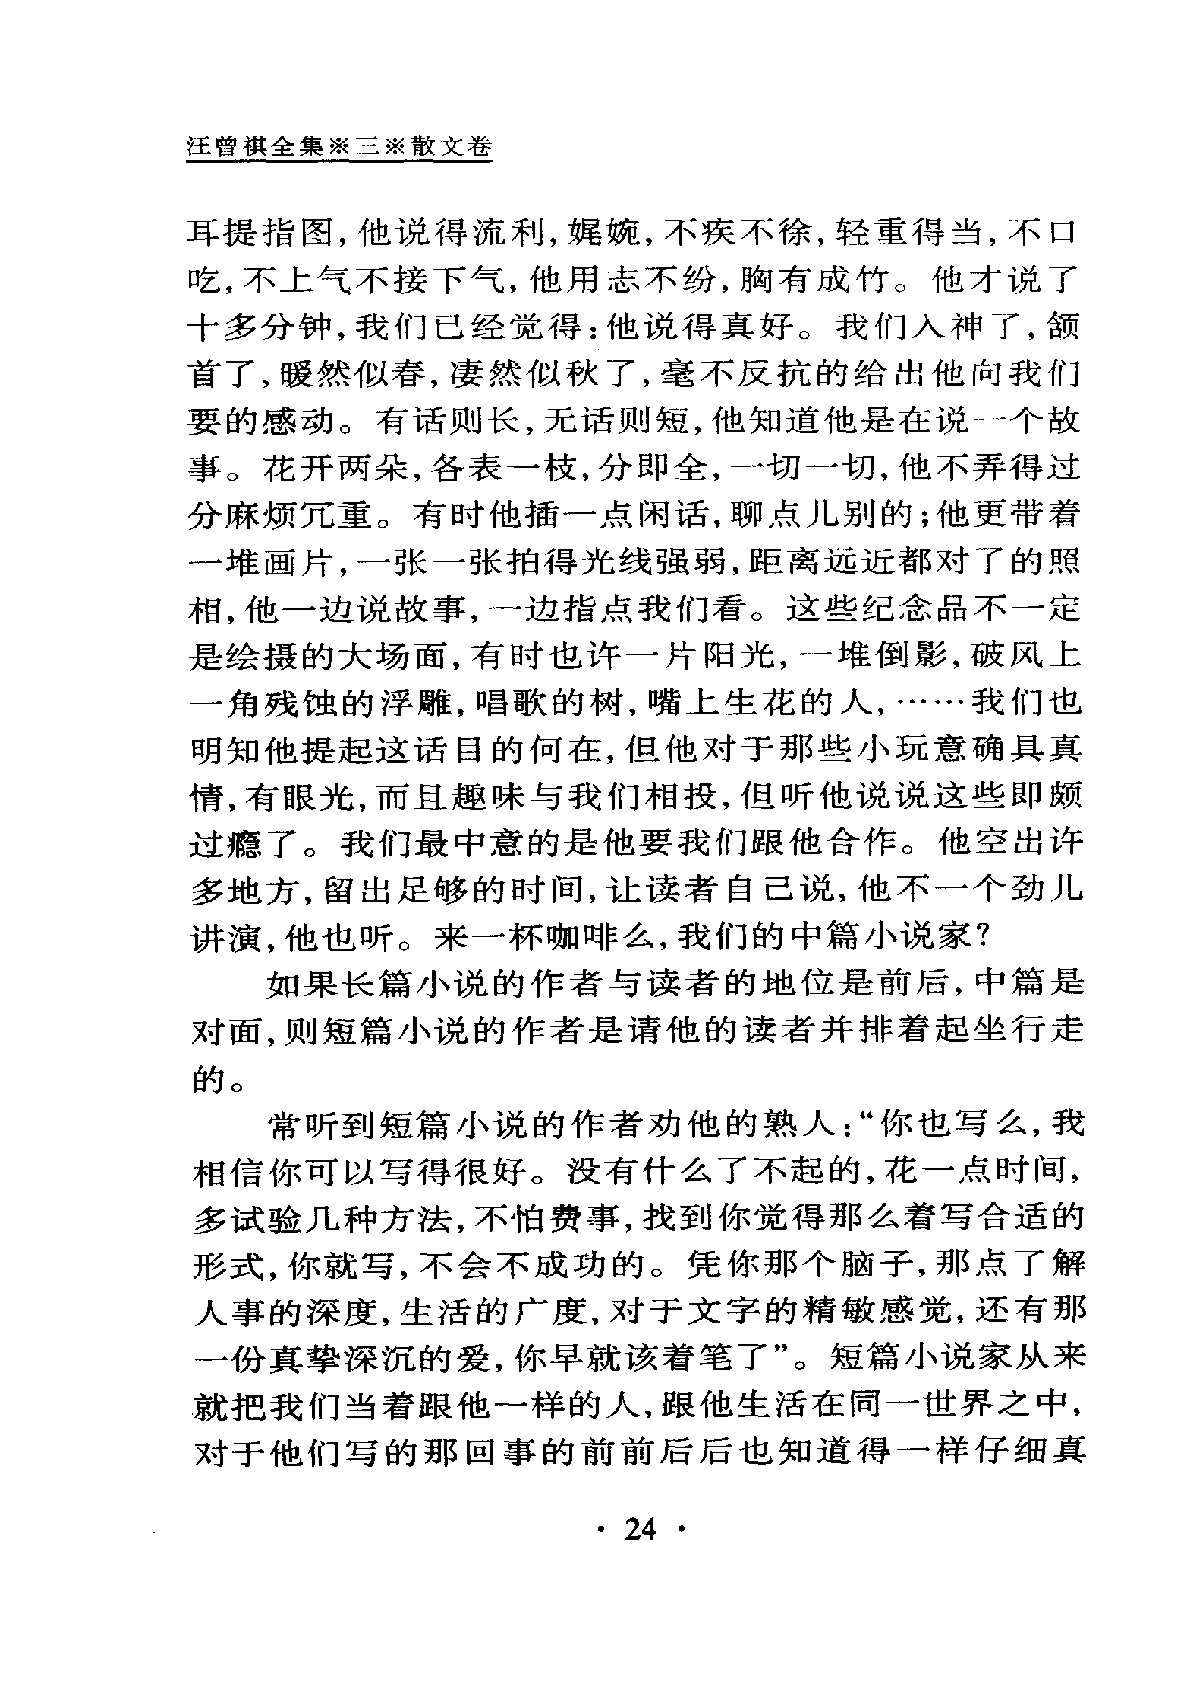 汪曾祺全集※三※散文卷
耳提指图,他说得流利,娓婉,不疾不徐,轻重得当,不口
吃,不上气不接下气,他用志不纷,胸有成竹。他才说了
十多分钟,我们已经觉得:他说得真好。我们入神了,颔
首了,暖然似春,凄然似秋了,毫不反抗的给出他向我们
要的感动。有话则长,无话则短,他知道他是在说一个故
事。花开两朵,各表一枝,分即全,一切一切,他不弄得过
分麻烦冗重。有时他插一点闲话,聊点儿别的;他更带着
一堆画片,一张一张拍得光线强弱,距离远近都对了的照
相,他一边说故事,一边指点我们看。这些纪念品不一定
是绘摄的大场面,有时也许一片阳光,一堆倒影,破风上
一角残蚀的浮雕,唱歌的树,嘴上生花的人,……我们也
明知他提起这话目的何在,但他对于那些小玩意确具真
情,有眼光,而且趣味与我们相投,但听他说说这些即颇
过瘾了。我们最中意的是他要我们跟他合作。他空出许
多地方,留出足够的时间,让读者自己说,他不一个劲儿
讲演,他也听。来一杯咖啡么,我们的中篇小说家?
如果长篇小说的作者与读者的地位是前后,中篇是
对面,则短篇小说的作者是请他的读者并排着起坐行走
的。
常听到短篇小说的作者劝他的熟人:“你也写么,我
相信你可以写得很好。没有什么了不起的,花一点时间,
多试验几种方法,不怕费事,找到你觉得那么着写合适的
形式,你就写,不会不成功的。凭你那个脑子,那点了解
人事的深度,生活的广度,对于文字的精敏感觉,还有那
一份真挚深沉的爱,你早就该着笔了”。短篇小说家从来
就把我们当着跟他一样的人,跟他生活在同一世界之中,
对于他们写的那回事的前前后后也知道得一样仔细真
· 24 ·